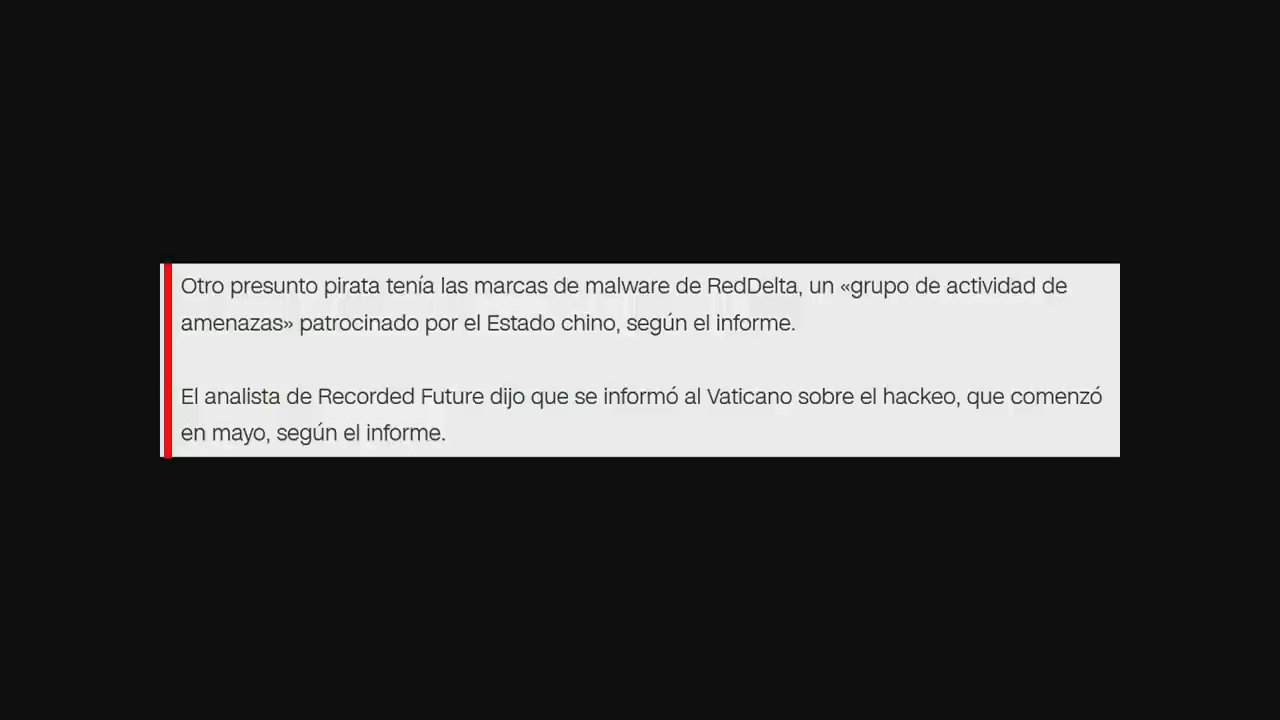 Otro presunto pirata tenía las marcas de malware de RedDelta, un «grupo de actividad de
amenazas» patrocinado por el Estado chino, según el informe.
El analista de Recorded Future dijo que se informó al Vaticano sobre el hackeo, que comenzó
en mayo, según el informe.